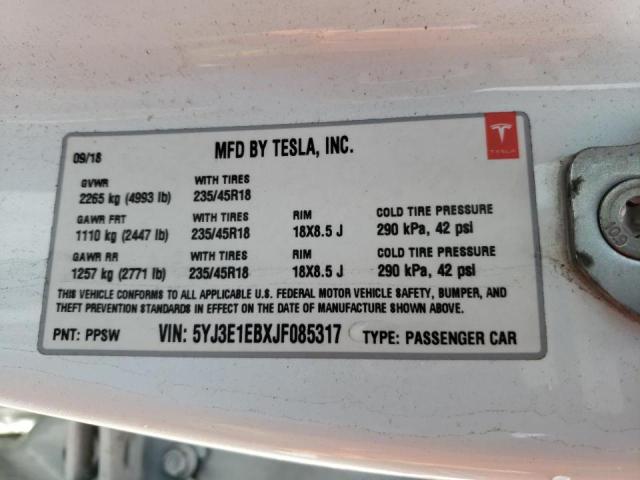 09/18
MFD BY TESLA, INC.
TESLA
GVWR WITH TIRES
2265 kg (4993 lb) 235/45R18
GAWR FRT WITH TIRES RIM COLD TIRE PRESSURE
1110 kg (2447 lb) 235/45R18 18X8.5 J 290 kPa, 42 psi
GAWR RR WITH TIRES RIM COLD TIRE PRESSURE
1257 kg (2771 lb) 235/45R18 18X8.5 J 290 kPa, 42 psi
THIS VEHICLE CONFORMS TO ALL APPLICABLE U.S. FEDERAL MOTOR VEHICLE SAFETY, BUMPER, AND
THEFT PREVENTION STANDARDS IN EFFECT ON THE DATE OF MANUFACTURE SHOWN ABOVE.
PNT: PPSW VIN: 5YJ3E1EBXJF085317 TYPE: PASSENGER CAR